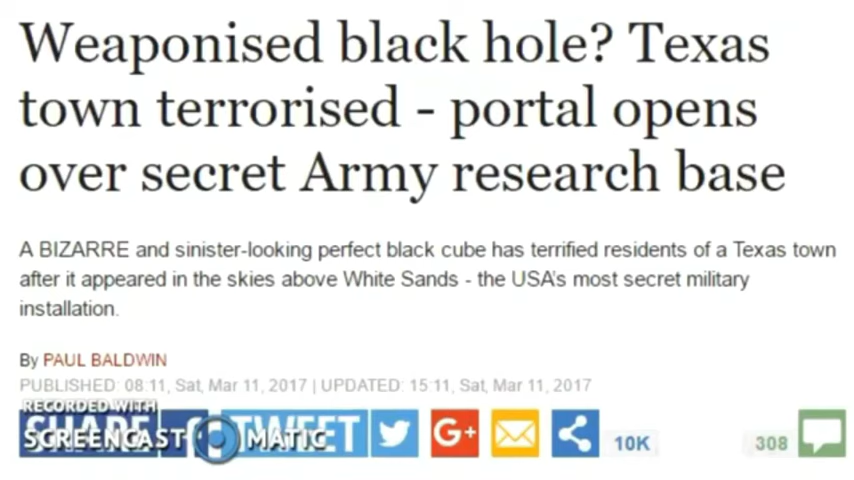 Weaponised black hole? Texas
town terrorised - portal opens
over secret Army research base
A BIZARRE and sinister-looking perfect black cube has terrified residents of a Texas town
after it appeared in the skies above White Sands - the USA's most secret military
installation.
By PAUL BALDWIN
PUBLISHED: 08:11, Sat, Mar 11, 2017 | UPDATED: 15:11, Sat, Mar 11, 2017
RECORDED WITH
SHARE TWEET G+ 10K 308
SCREENCAST MATIC